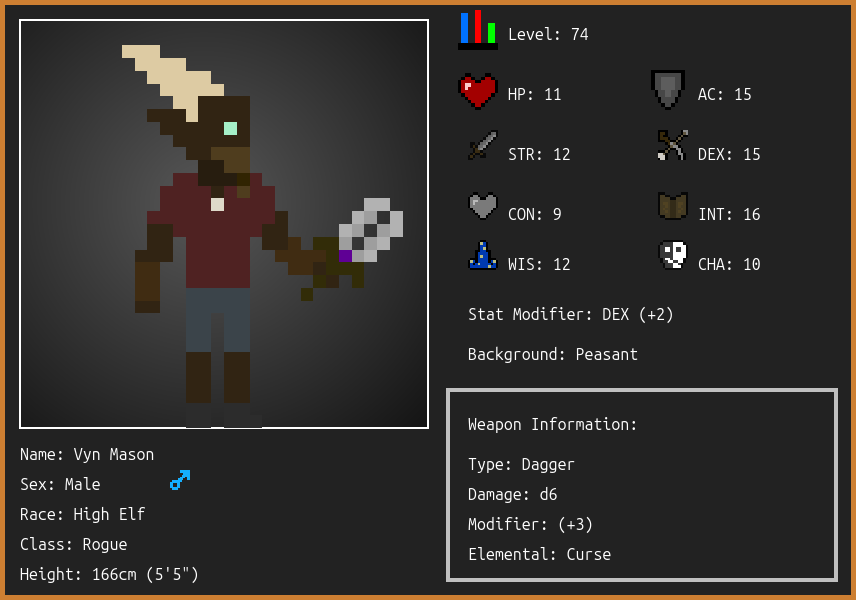 Level: 74
HP: 11
AC: 15
STR: 12
DEX: 15
CON: 9
INT: 16
WIS: 12
CHA: 10
Stat Modifier: DEX (+2)
Background: Peasant
Weapon Information:
Type: Dagger
Damage: d6
Modifier: (+3)
Elemental: Curse
Name: Vyn Mason
Sex: Male
Race: High Elf
Class: Rogue
Height: 166cm (5'5")